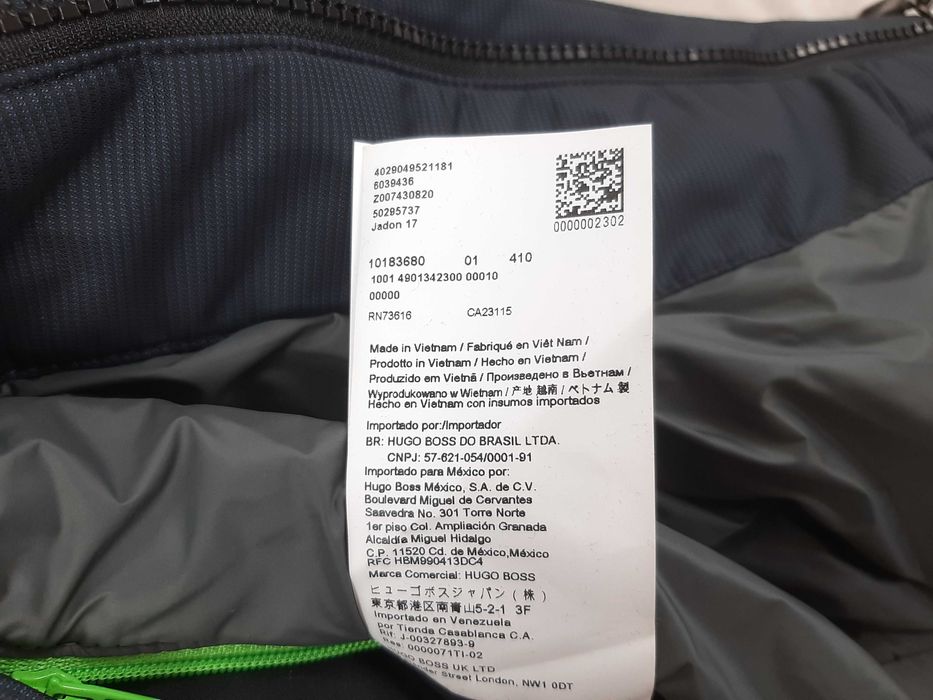 4029049521181
6039436
Z007430820
50295737
Jadon 17
0000002302
10183680 01 410
1001 4901342300 00010
00000
RN73616 CA23115
Made in Vietnam / Fabriqué en Viêt Nam /
Prodotto in Vietnam / Hecho en Vietnam /
Produzido em Vietnã / Произведено в Вьетнам /
Wyprodukowano w Wietnam / 产地 越南 / ベトナム 製
Hecho en Vietnam con insumos importados
Importado por:/Importador
BR: HUGO BOSS DO BRASIL LTDA.
CNPJ: 57-621-054/0001-91
Importado para México por:
Hugo Boss México, S.A. de C.V.
Boulevard Miguel de Cervantes
Saavedra No. 301 Torre Norte
1er piso Col. Ampliación Granada
Alcaldía Miguel Hidalgo
C.P. 11520 Cd. de México,México
RFC HBM990413DC4
Marca Comercial: HUGO BOSS
ヒューゴボスジャパン (株)
東京都港区南青山5-2-1 3F
Importado en Venezuela
por Tienda Casablanca C.A.
Rif: J-00327893-9
0000071TI-02
BOSS UK LTD
Street London, NW1 0DT